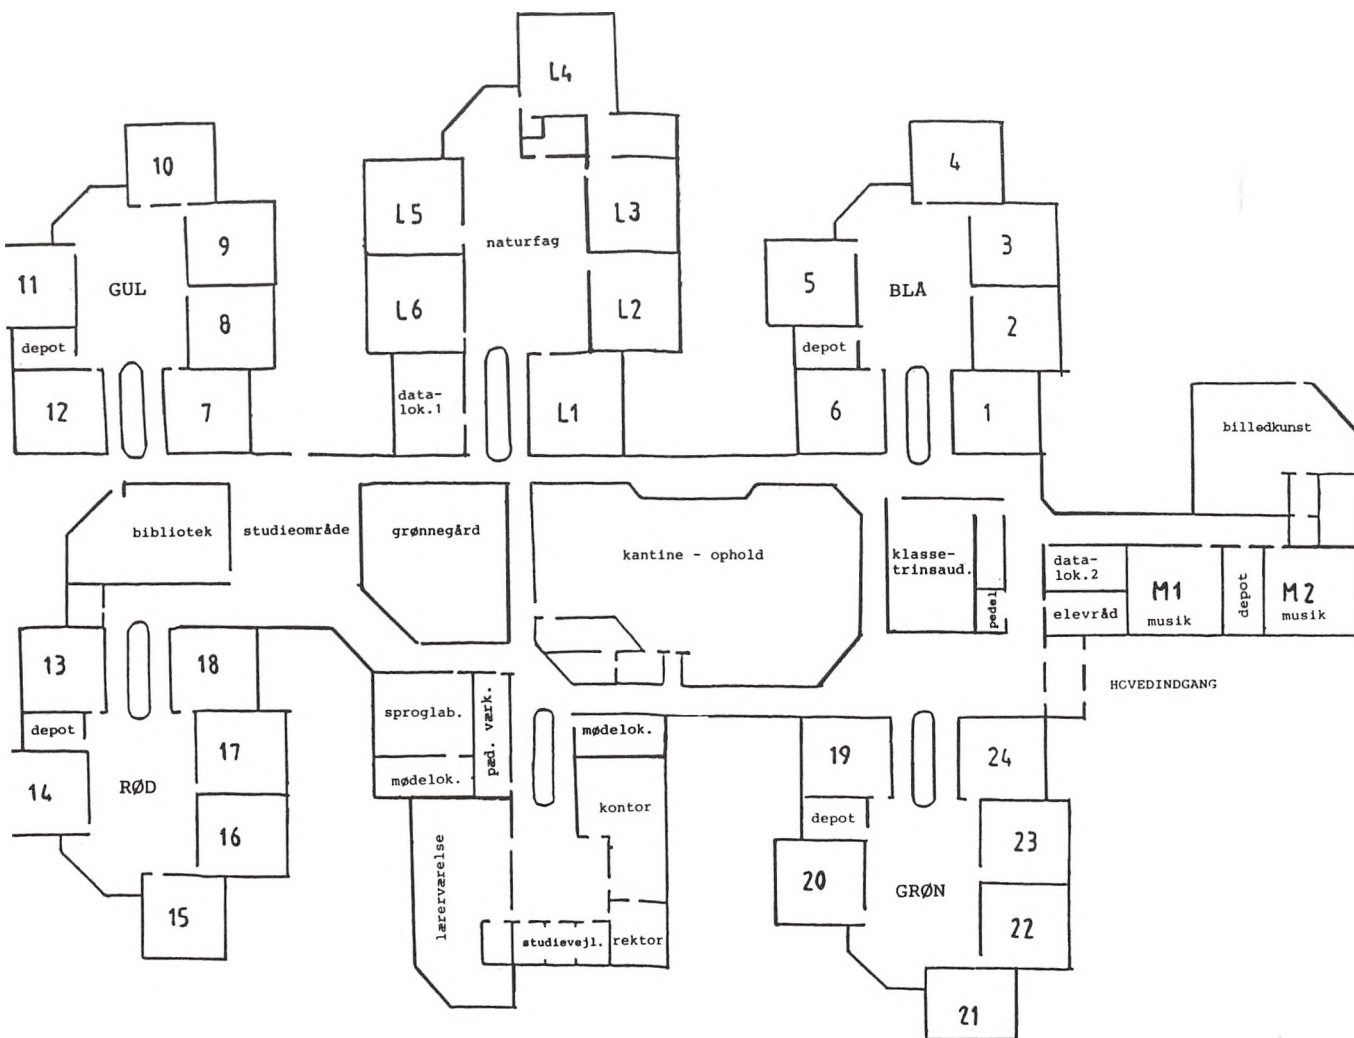 L4
10
4
L5
L3
9
naturfag
3
11
GUL
5
BLÅ
8
L6
L2
2
depot
depot
data-
lok.1
12
7
L1
6
1
billedkunst
bibliotek
studieområde
grønnegård
kantine - ophold
klasse-
trinsaud.
pedel
data-
lok.2
elevråd
M1
musik
depot
M2
musik
13
18
HOVEDINDGANG
sproglab.
pæd. værk.
depot
mødelok.
17
19
24
mødelok.
14
RØD
kontor
depot
16
23
lærerværelse
20
GRØN
15
22
studievejl.
rektor
21